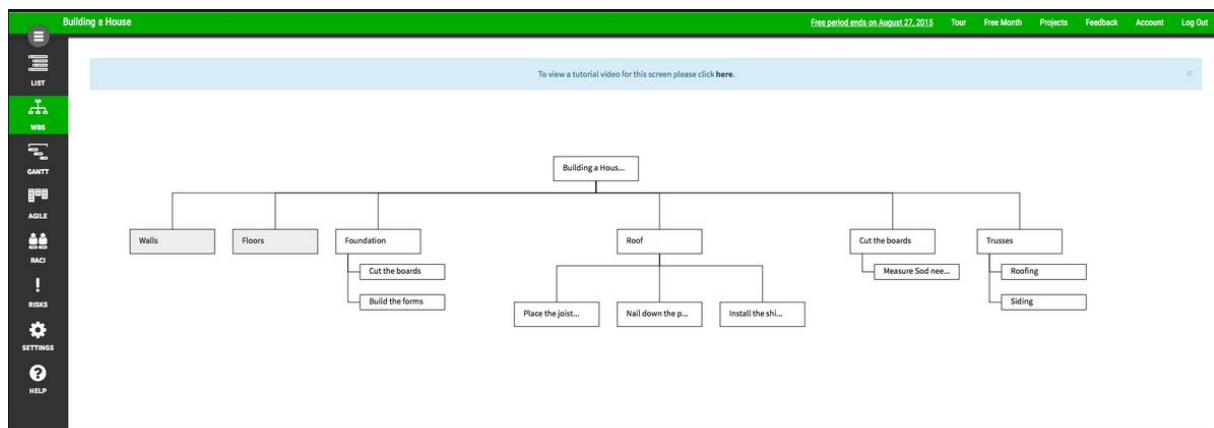 Building a House
Free period ends on August 27, 2015 Tour Free Month Projects Feedback Account Log Out
LIST
WBS
GANTT
AGILE
RACI
RISKS
SETTINGS
HELP
To view a tutorial video for this screen please click here. ×
Building a Hous...
Walls
Floors
Foundation
Cut the boards
Build the forms
Roof
Place the joist...
Nail down the p...
Install the shi...
Cut the boards
Measure Sod nee...
Trusses
Roofing
Siding